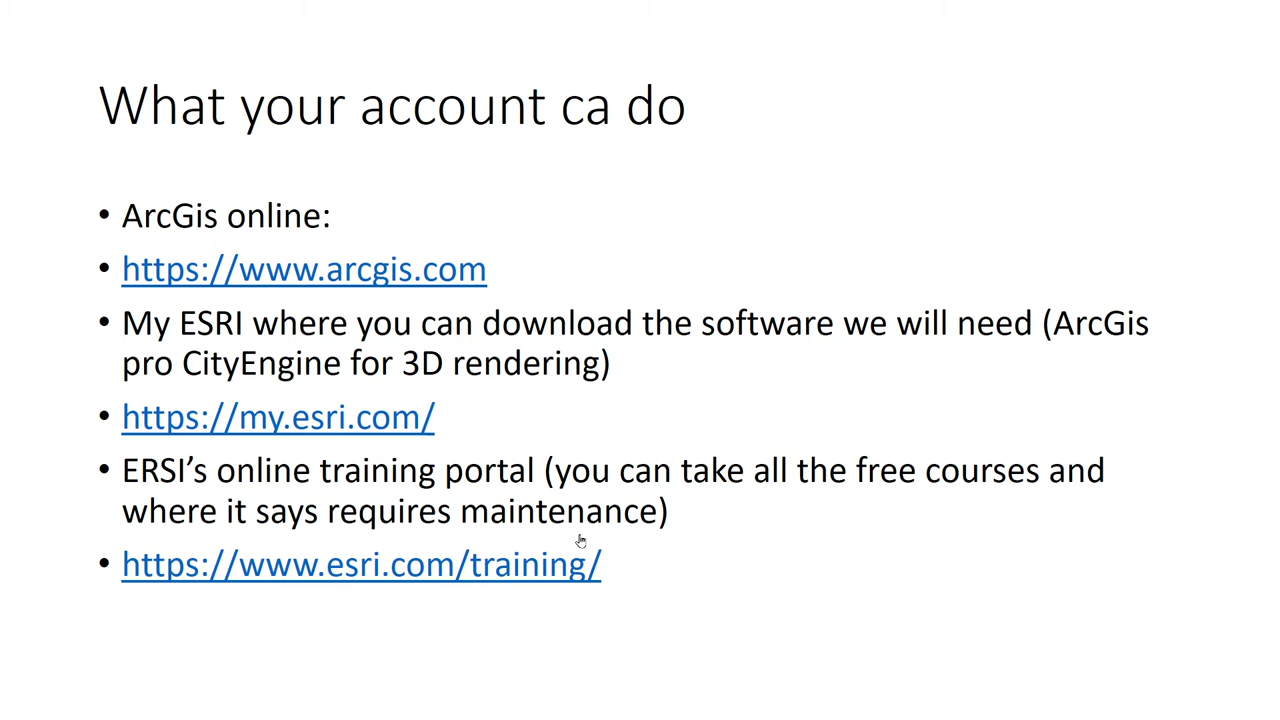 What your account ca do
• ArcGis online:
• https://www.arcgis.com
• My ESRI where you can download the software we will need (ArcGis
pro CityEngine for 3D rendering)
• https://my.esri.com/
• ERSI’s online training portal (you can take all the free courses and
where it says requires maintenance)
• https://www.esri.com/training/